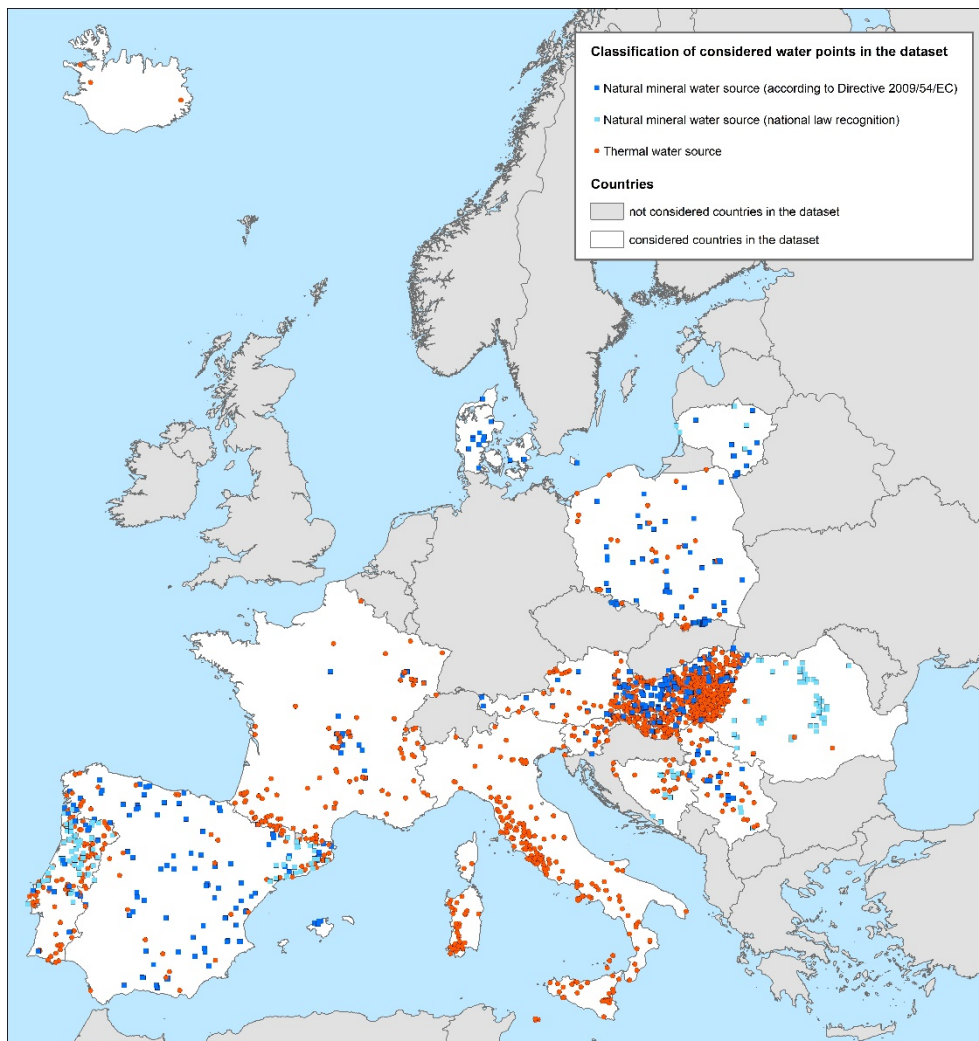 Classification of considered water points in the dataset
Natural mineral water source (according to Directive 2009/54/EC)
Natural mineral water source (national law recognition)
Thermal water source
Countries
not considered countries in the dataset
considered countries in the dataset